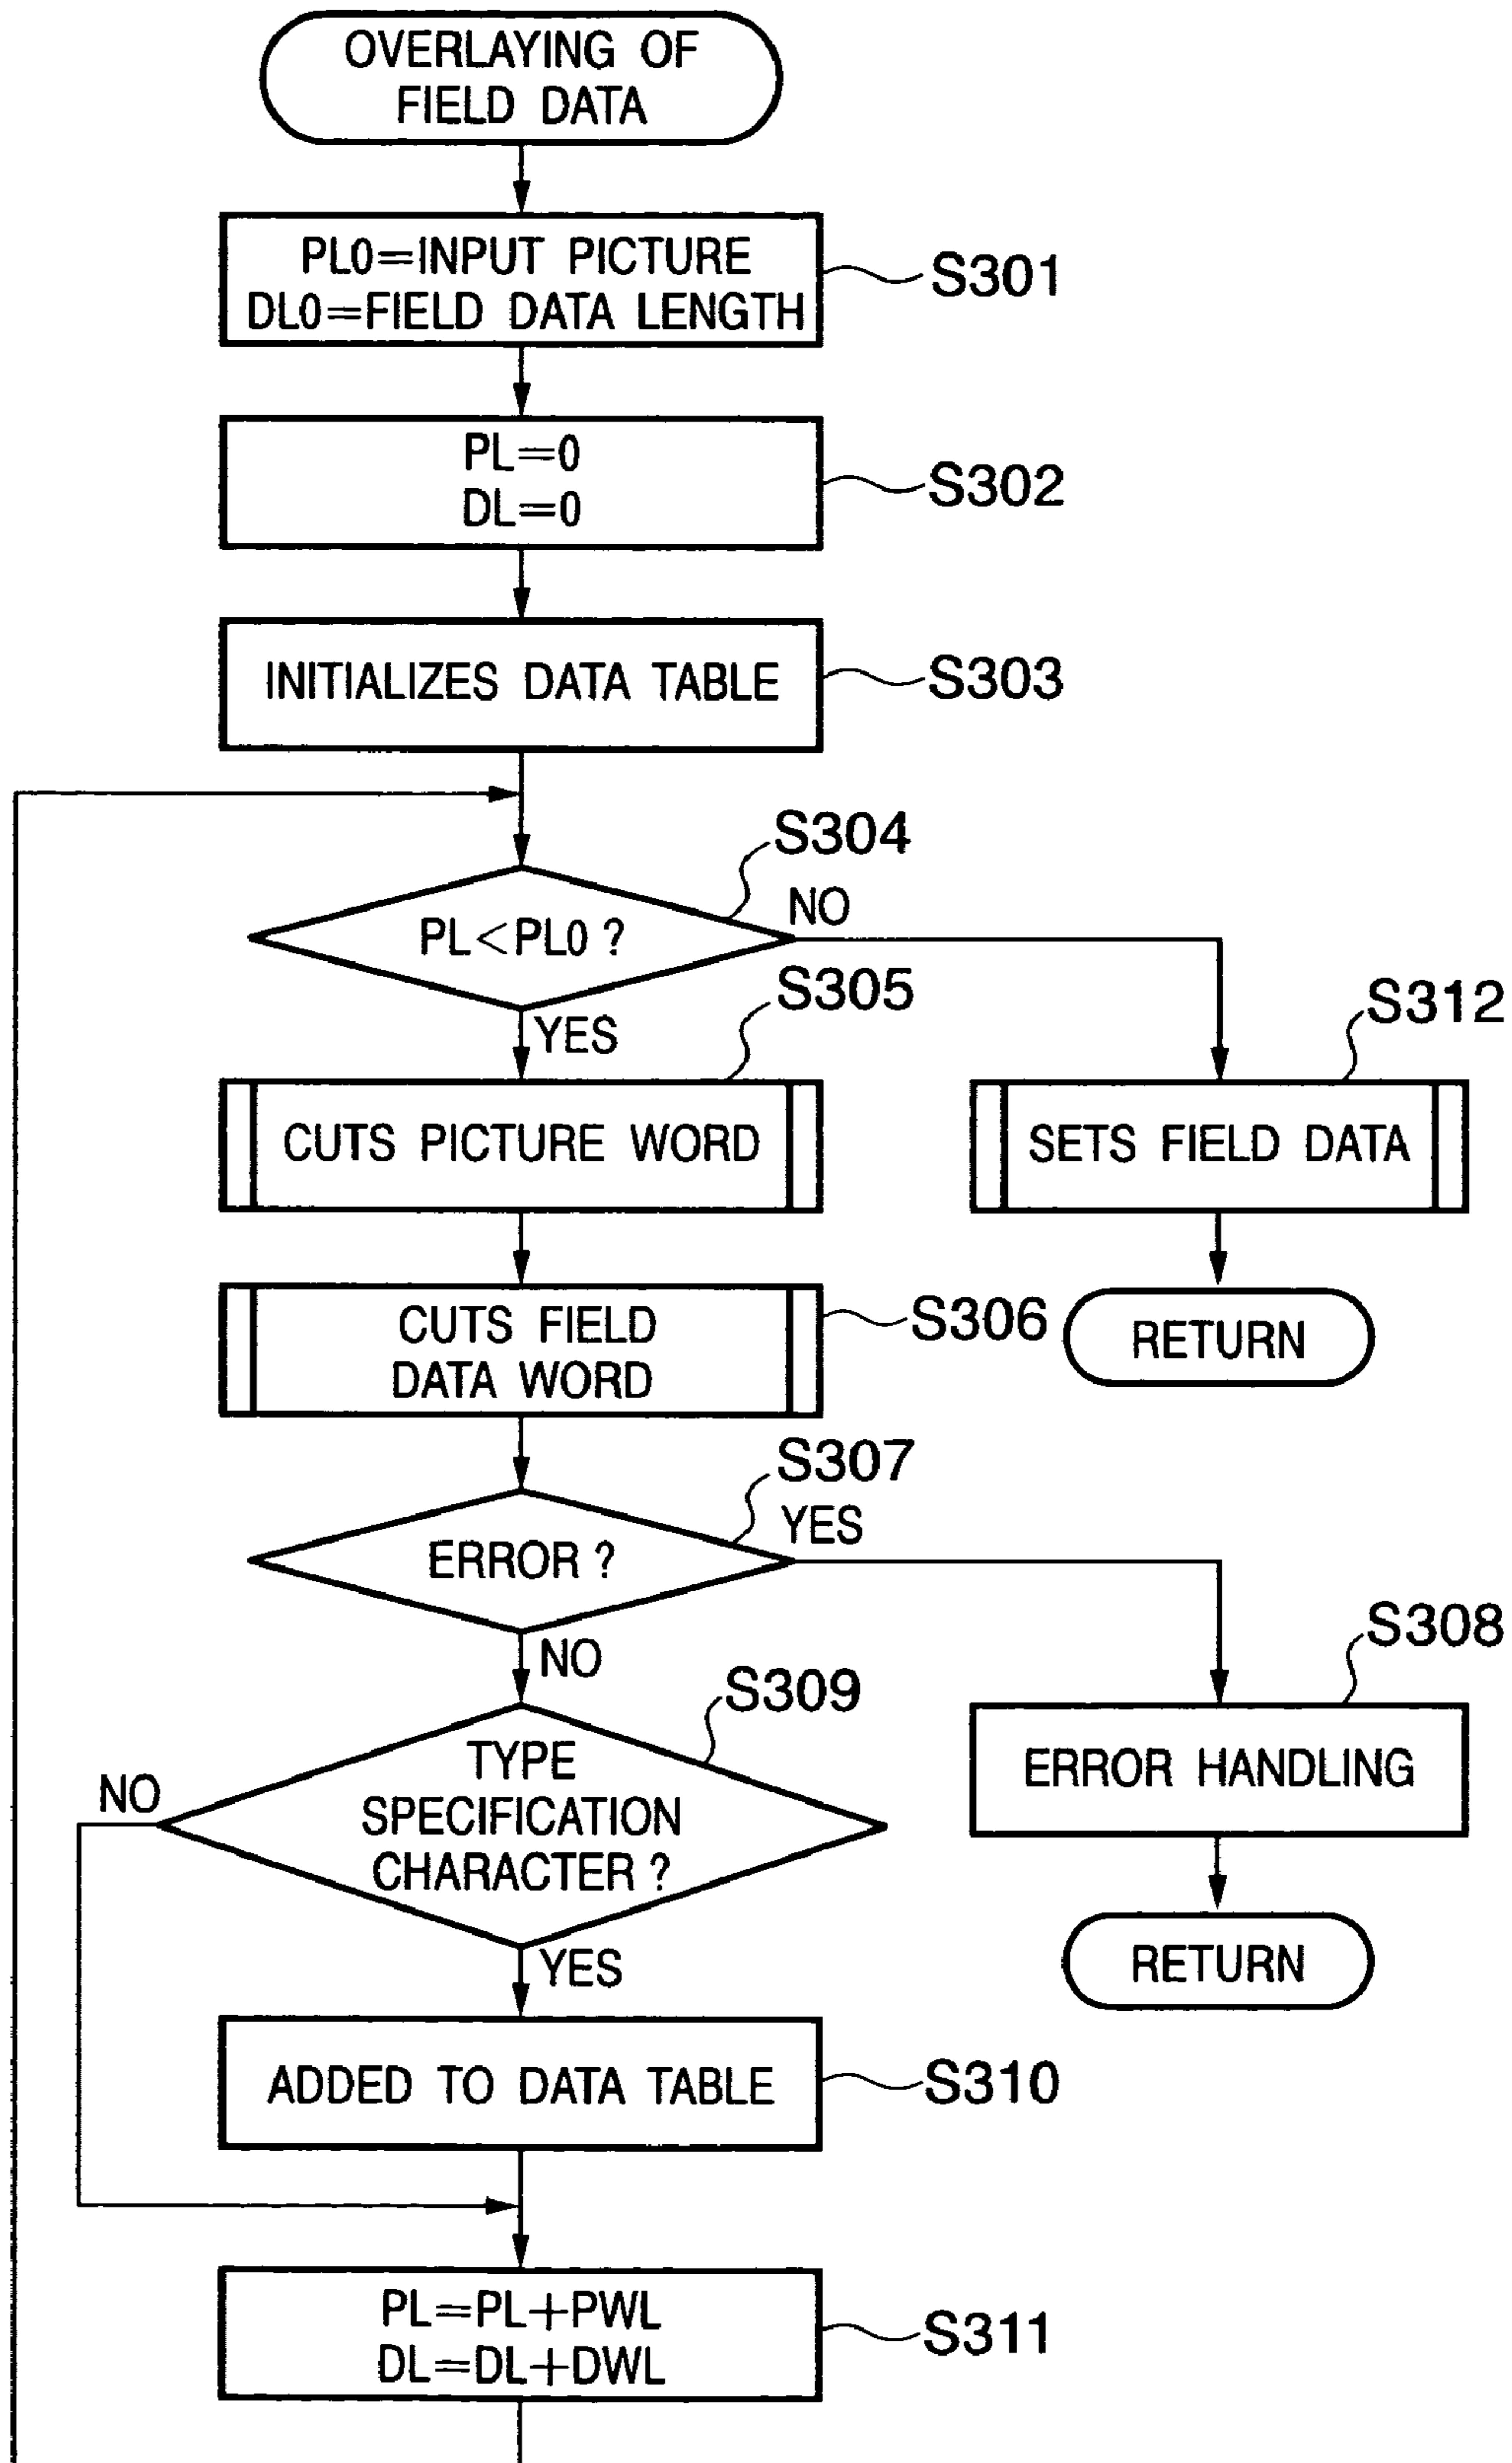 OVERLAYING OF
FIELD DATA
PL0=INPUT PICTURE
DL0=FIELD DATA LENGTH
S301
PL=0
DL=0
S302
INITIALIZES DATA TABLE
S303
S304
PL<PL0 ?
NO
YES
S305
CUTS PICTURE WORD
S312
SETS FIELD DATA
RETURN
CUTS FIELD
DATA WORD
S306
S307
ERROR ?
YES
NO
S308
ERROR HANDLING
RETURN
S309
TYPE
SPECIFICATION
CHARACTER ?
NO
YES
ADDED TO DATA TABLE
S310
PL=PL+PWL
DL=DL+DWL
S311